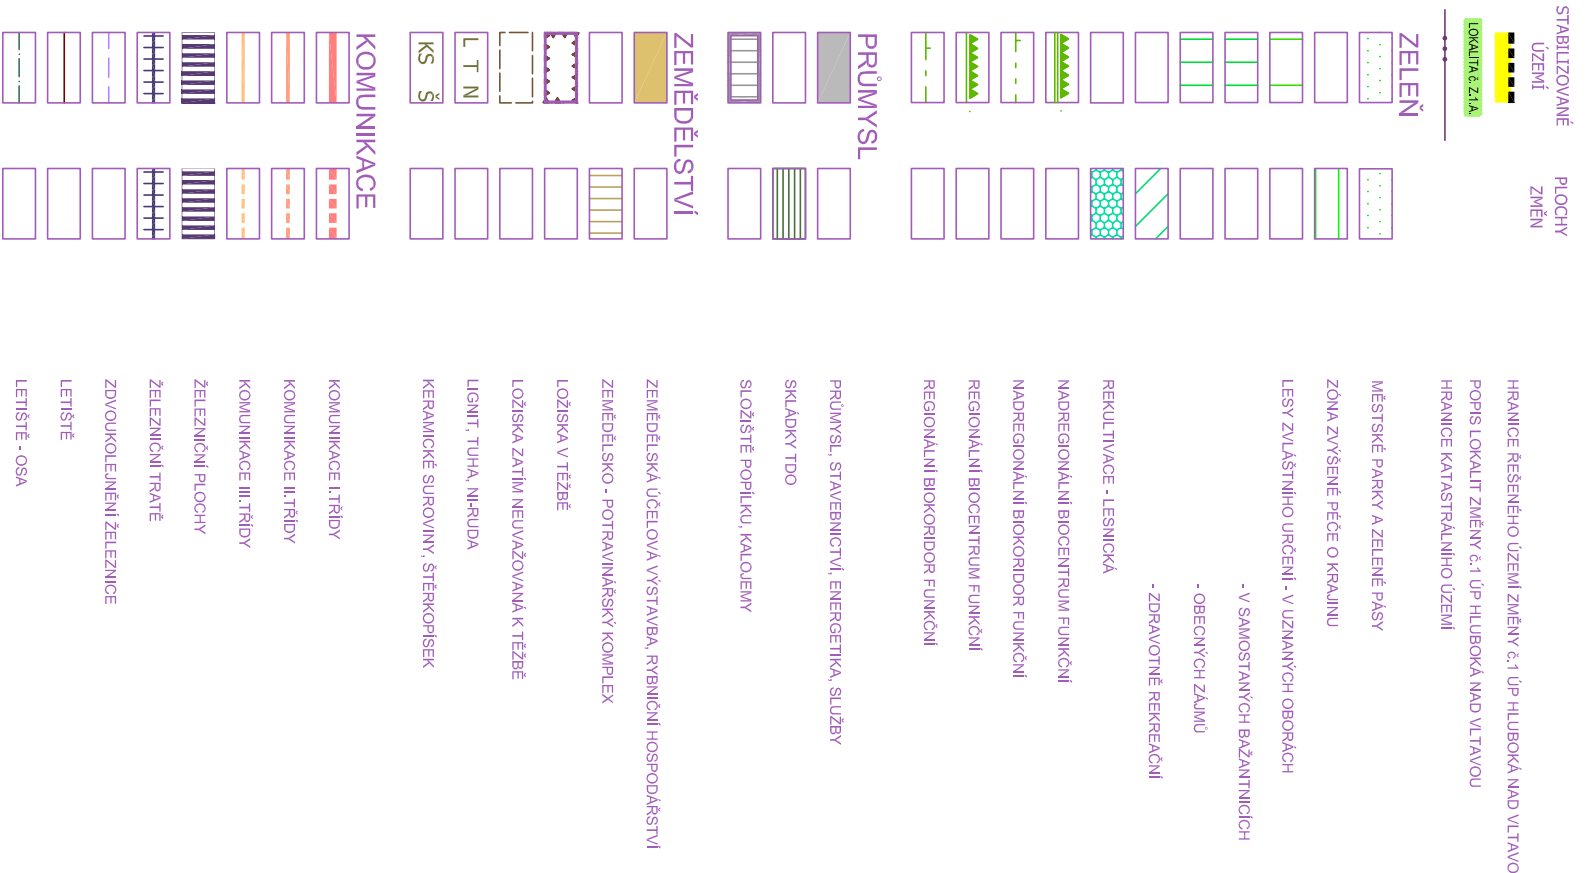 STABILIZOVANÉ
ÚZEMÍ
PLOCHY
ZMĚN
HRANICE ŘEŠENÉHO ÚZEMÍ ZMĚNY č.1 ÚP HLUBOKÁ NAD VLTAVO
LOKALITA č. Z.1.A.
POPIS LOKALIT ZMĚNY č.1 ÚP HLUBOKÁ NAD VLTAVOU
HRANICE KATASTRÁLNÍHO ÚZEMÍ
ZELEŇ
MĚSTSKÉ PARKY A ZELENÉ PÁSY
ZÓNA ZVÝŠENÉ PÉČE O KRAJINU
LESY ZVLÁŠTNÍHO URČENÍ - V UZNANÝCH OBORÁCH
- V SAMOSTANÝCH BAŽANTNICÍCH
- OBECNÝCH ZÁJMŮ
- ZDRAVOTNĚ REKREAČNÍ
REKULTIVACE - LESNICKÁ
NADREGIONÁLNÍ BIOCENTRUM FUNKČNÍ
NADREGIONÁLNÍ BIOKORIDOR FUNKČNÍ
REGIONÁLNÍ BIOCENTRUM FUNKČNÍ
REGIONÁLNÍ BIOKORIDOR FUNKČNÍ
PRŮMYSL
PRŮMYSL, STAVEBNICTVÍ, ENERGETIKA, SLUŽBY
SKLÁDKY TDO
SLOŽIŠTĚ POPÍLKU, KALOJEMY
ZEMĚDĚLSTVÍ
ZEMĚDĚLSKÁ ÚČELOVÁ VÝSTAVBA, RYBNIČNÍ HOSPODÁŘSTVÍ
ZEMĚDĚLSKO - POTRAVINÁŘSKÝ KOMPLEX
LOŽISKA V TĚŽBĚ
LOŽISKA ZATÍM NEUVAŽOVANÁ K TĚŽBĚ
L T N
LIGNIT, TUHA, NI-RUDA
KS Š
KERAMICKÉ SUROVINY, ŠTĚRKOPÍSEK
KOMUNIKACE
KOMUNIKACE I.TŘÍDY
KOMUNIKACE II.TŘÍDY
KOMUNIKACE III.TŘÍDY
ŽELEZNIČNÍ PLOCHY
ŽELEZNIČNÍ TRATĚ
ZDVOUKOLEJNĚNÍ ŽELEZNICE
LETIŠTĚ
LETIŠTĚ - OSA